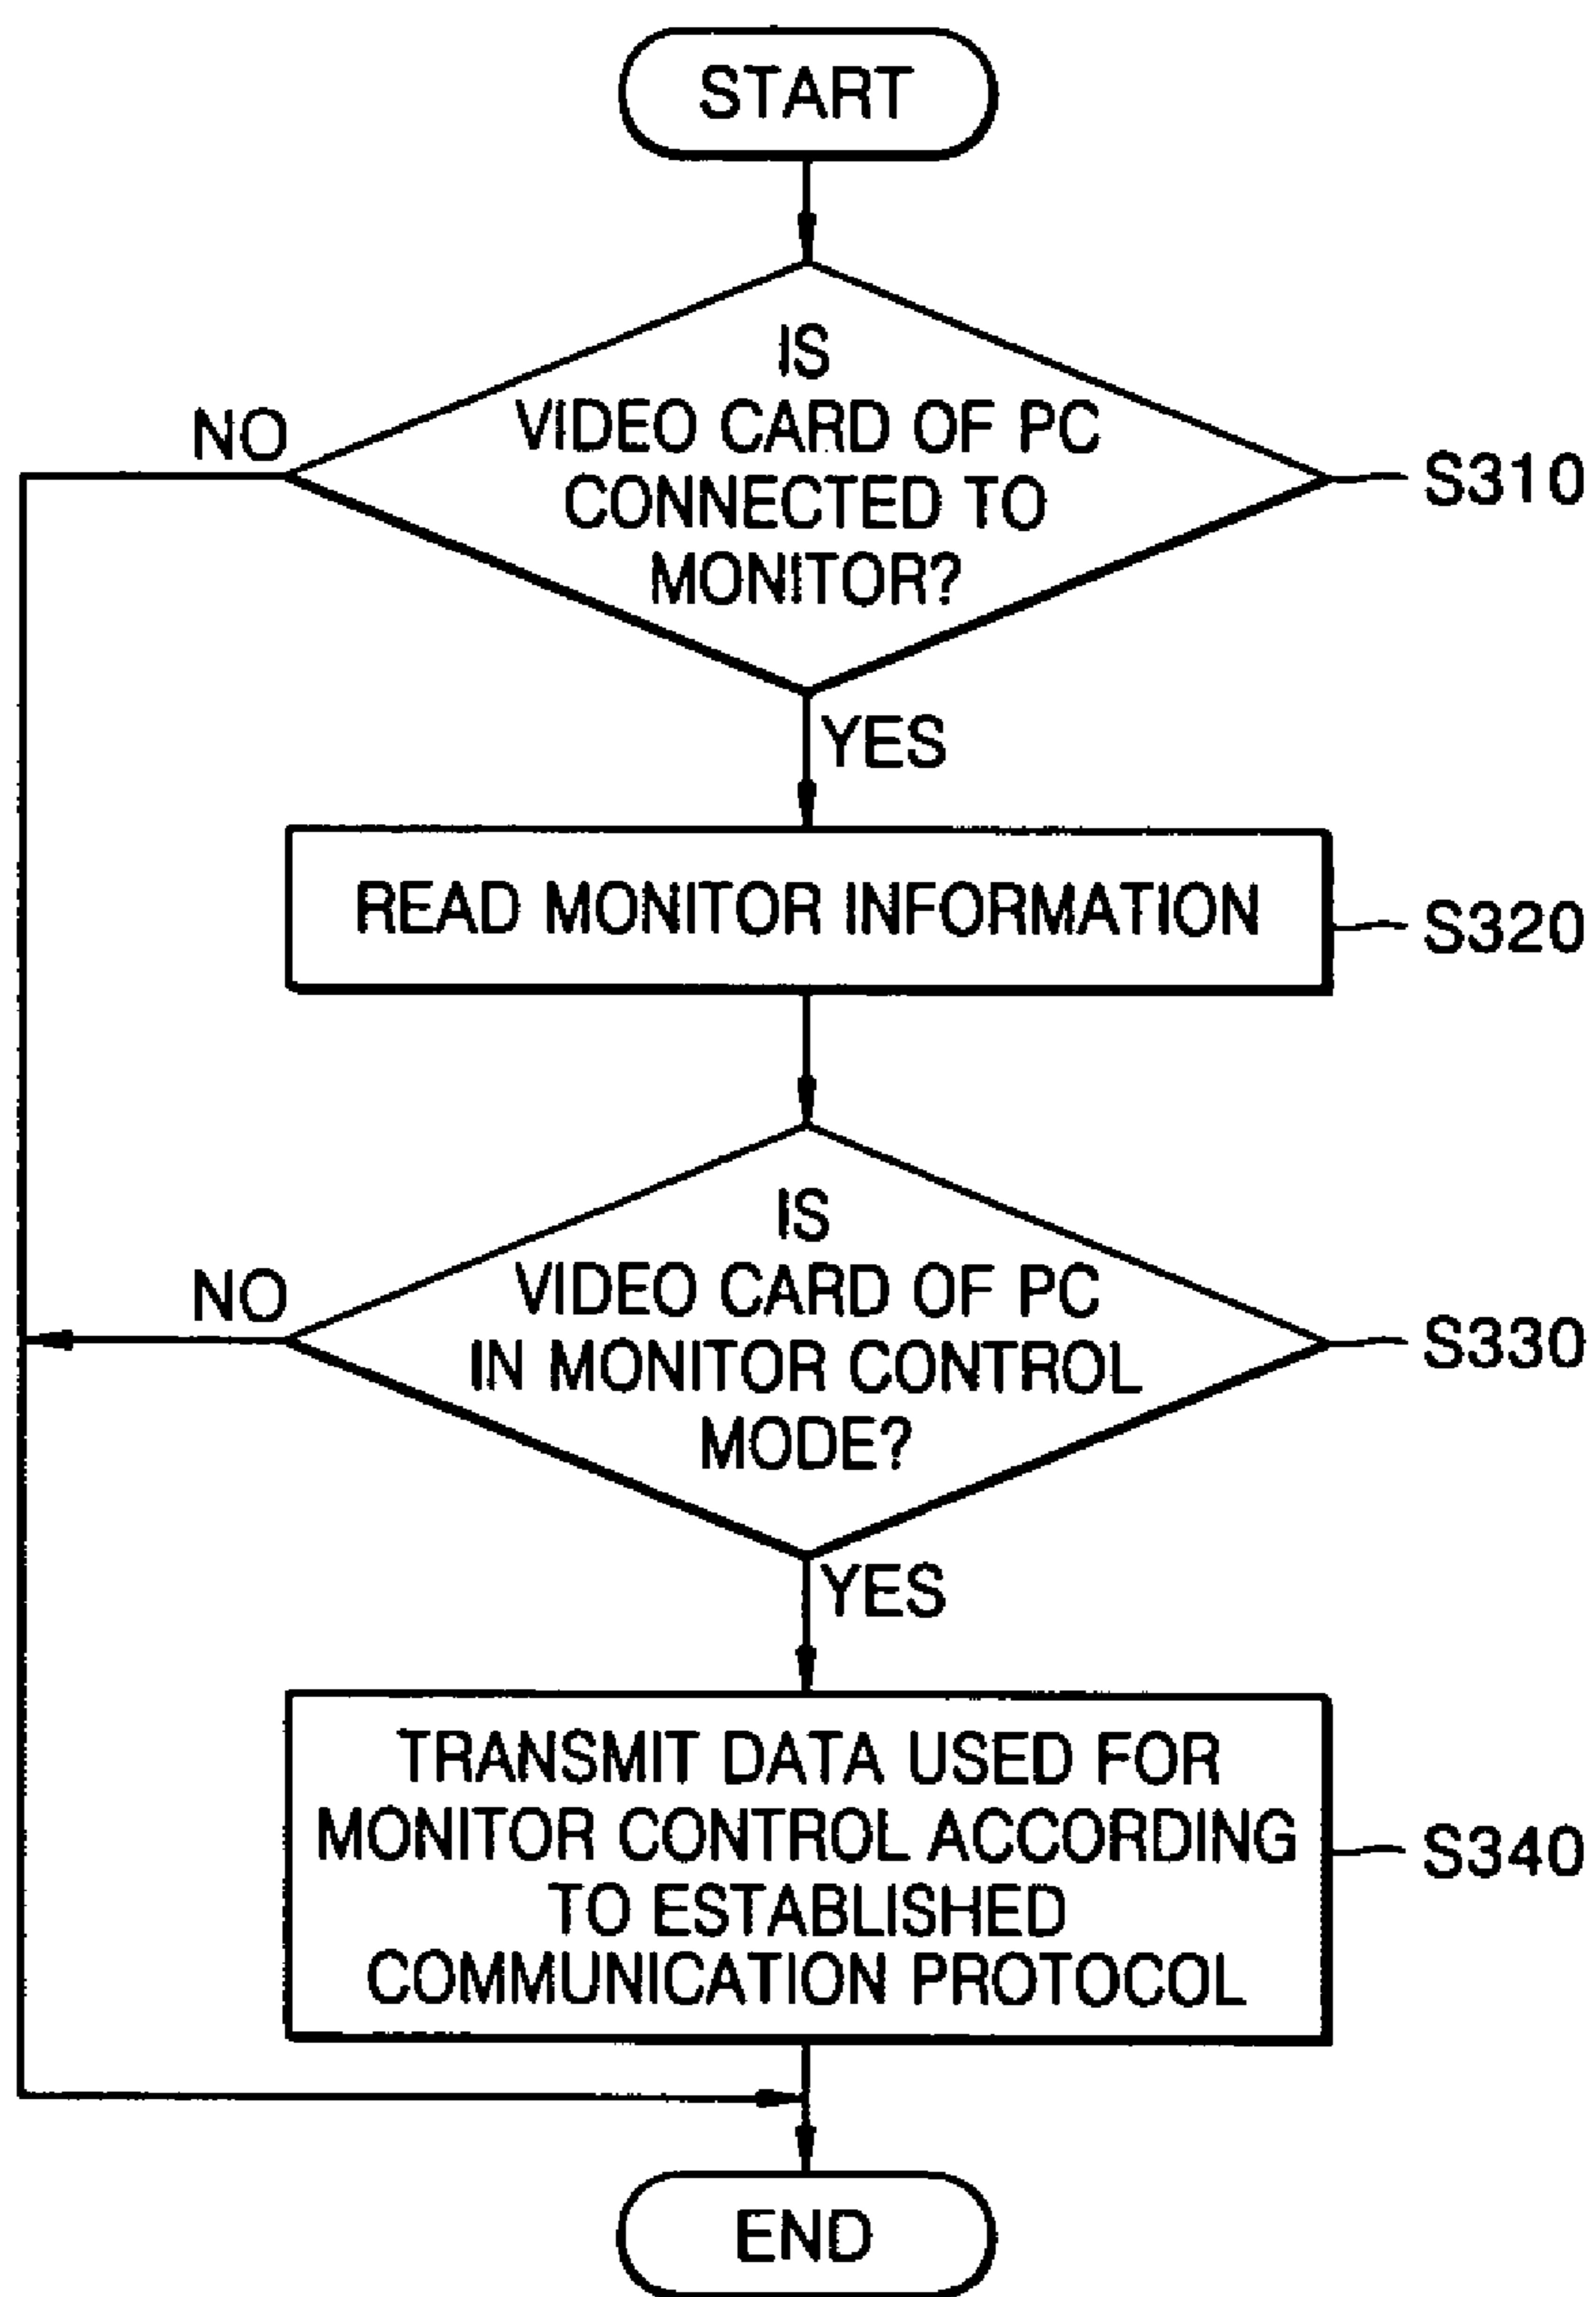 START
IS
VIDEO CARD OF PC
CONNECTED TO
MONITOR?
NO
S310
YES
READ MONITOR INFORMATION
S320
IS
VIDEO CARD OF PC
IN MONITOR CONTROL
MODE?
NO
S330
YES
TRANSMIT DATA USED FOR
MONITOR CONTROL ACCORDING
TO ESTABLISHED
COMMUNICATION PROTOCOL
S340
END